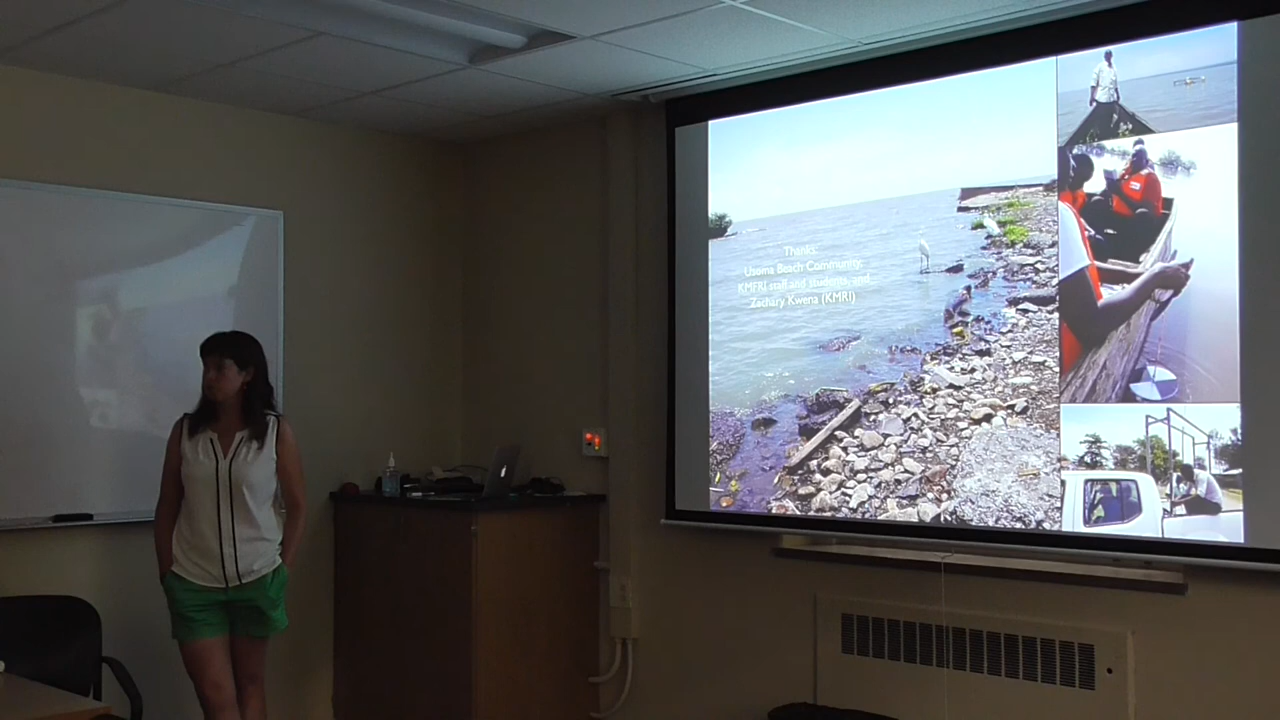 Thanks:
Usoma Beach Community,
KMFRI staff and students, and
Zachary Kwena (KMRI)